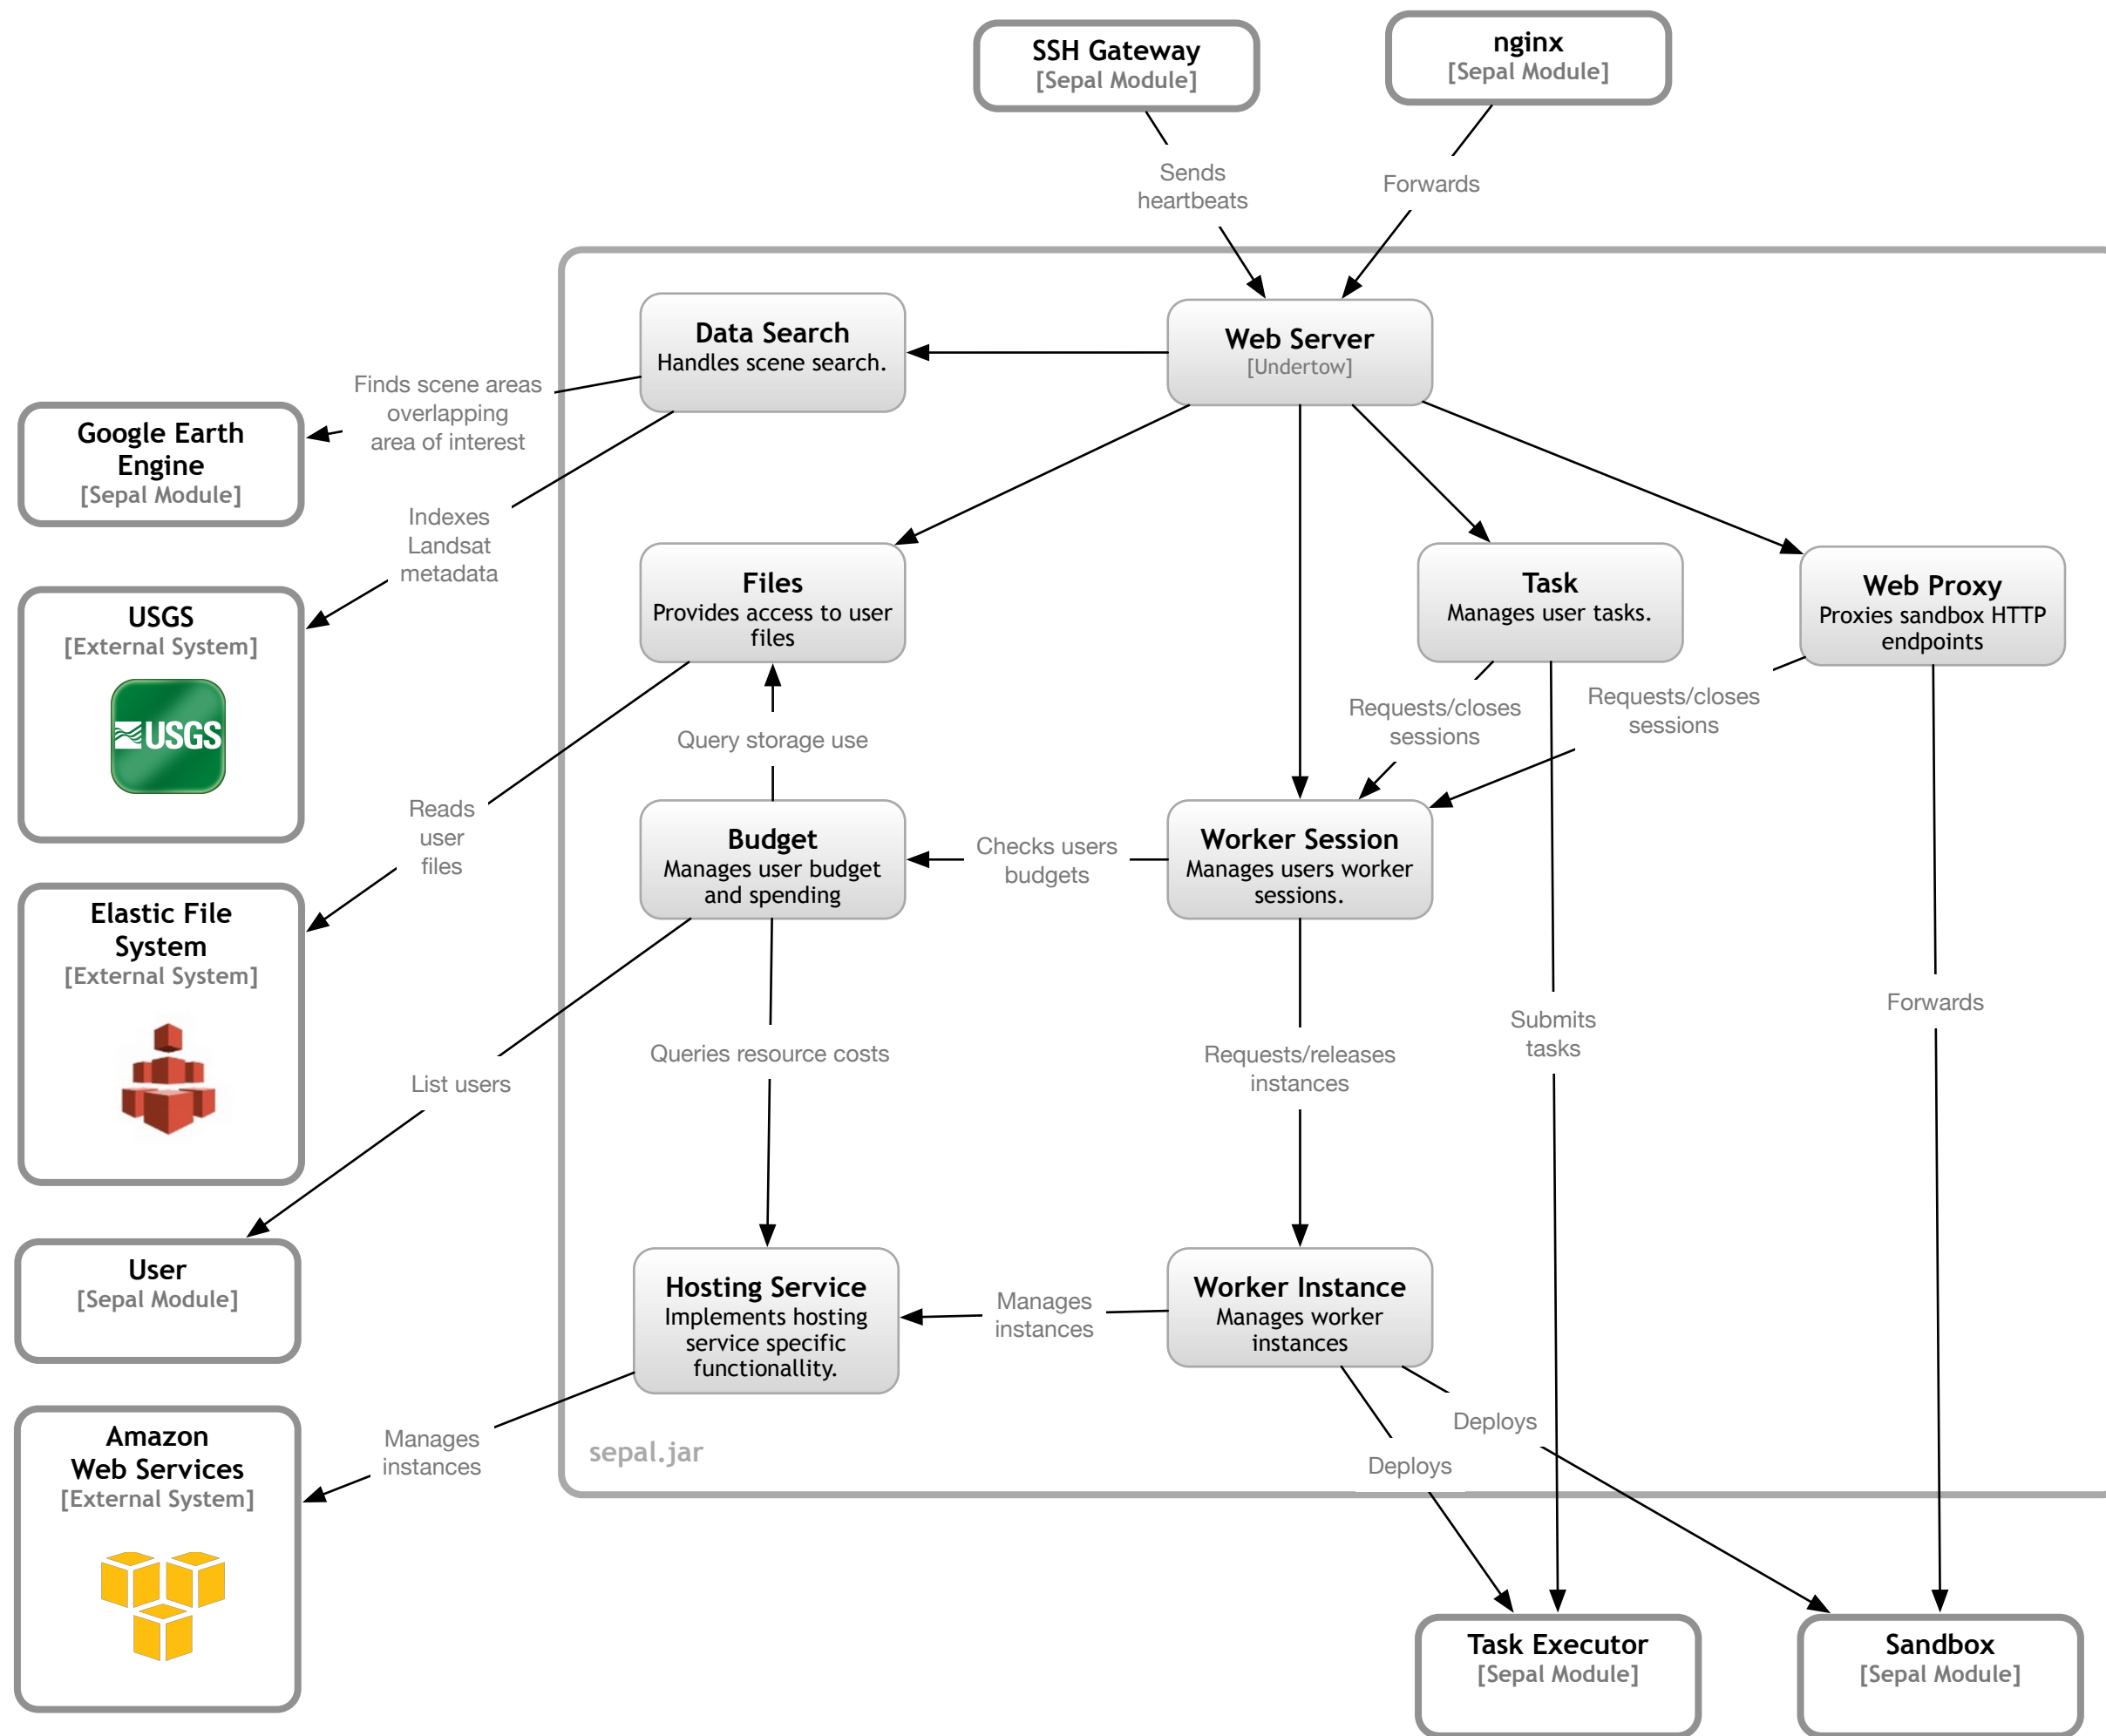 SSH Gateway
[Sepal Module]
nginx
[Sepal Module]
Sends
heartbeats
Forwards
Data Search
Handles scene search.
Web Server
[Undertow]
Finds scene areas
overlapping
area of interest
Google Earth
Engine
[Sepal Module]
Indexes
Landsat
metadata
Files
Provides access to user
files
Task
Manages user tasks.
Web Proxy
Proxies sandbox HTTP
endpoints
USGS
[External System]
USGS
Requests/closes
sessions
Requests/closes
sessions
Query storage use
Reads
user
files
Budget
Manages user budget
and spending
Checks users
budgets
Worker Session
Manages users worker
sessions.
Elastic File
System
[External System]
Forwards
Submits
tasks
Queries resource costs
Requests/releases
instances
List users
User
[Sepal Module]
Hosting Service
Implements hosting
service specific
functionallity.
Manages
instances
Worker Instance
Manages worker
instances
Amazon
Web Services
[External System]
Manages
instances
sepal.jar
Deploys
Deploys
Task Executor
[Sepal Module]
Sandbox
[Sepal Module]